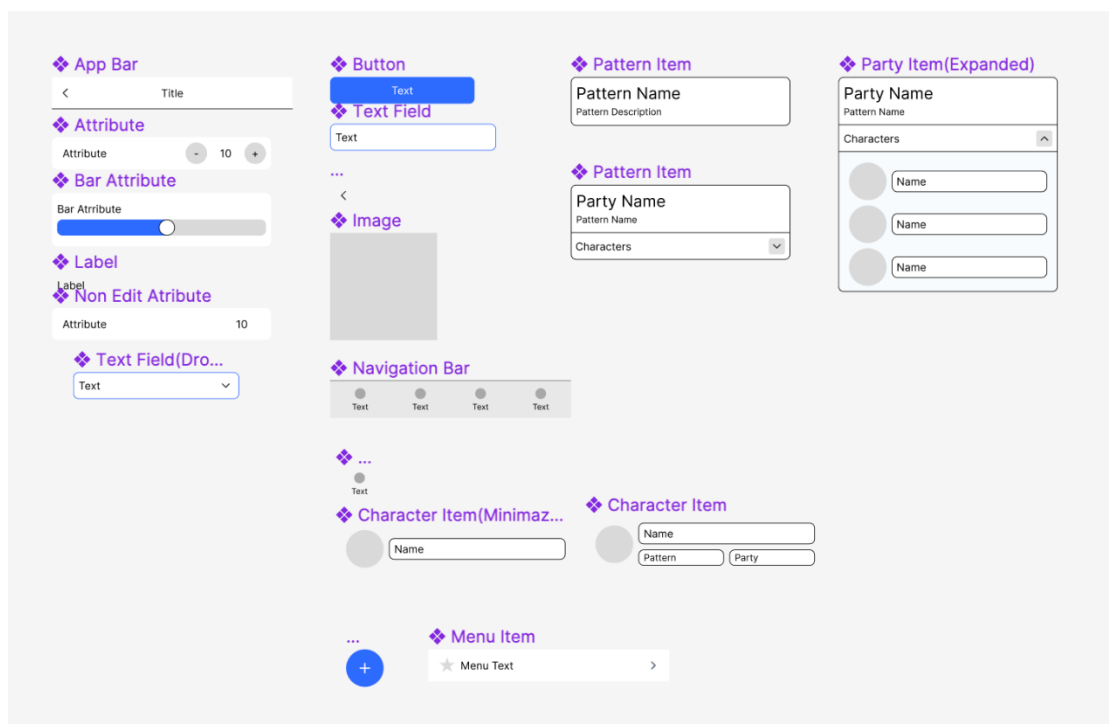 App Bar
Title
Attribute
Attribute
-
10
+
Bar Attribute
Bar Atrribute
Label
Label
Non Edit Atribute
Attribute
10
Text Field(Dro...
Text
Button
Text
Text Field
Text
...
Image
Navigation Bar
Text
Text
Text
Text
...
Text
Character Item(Minimaz...
Name
...
+
Menu Item
Menu Text
Pattern Item
Pattern Name
Pattern Description
Pattern Item
Party Name
Pattern Name
Characters
Character Item
Name
Pattern
Party
Party Item(Expanded)
Party Name
Pattern Name
Characters
Name
Name
Name